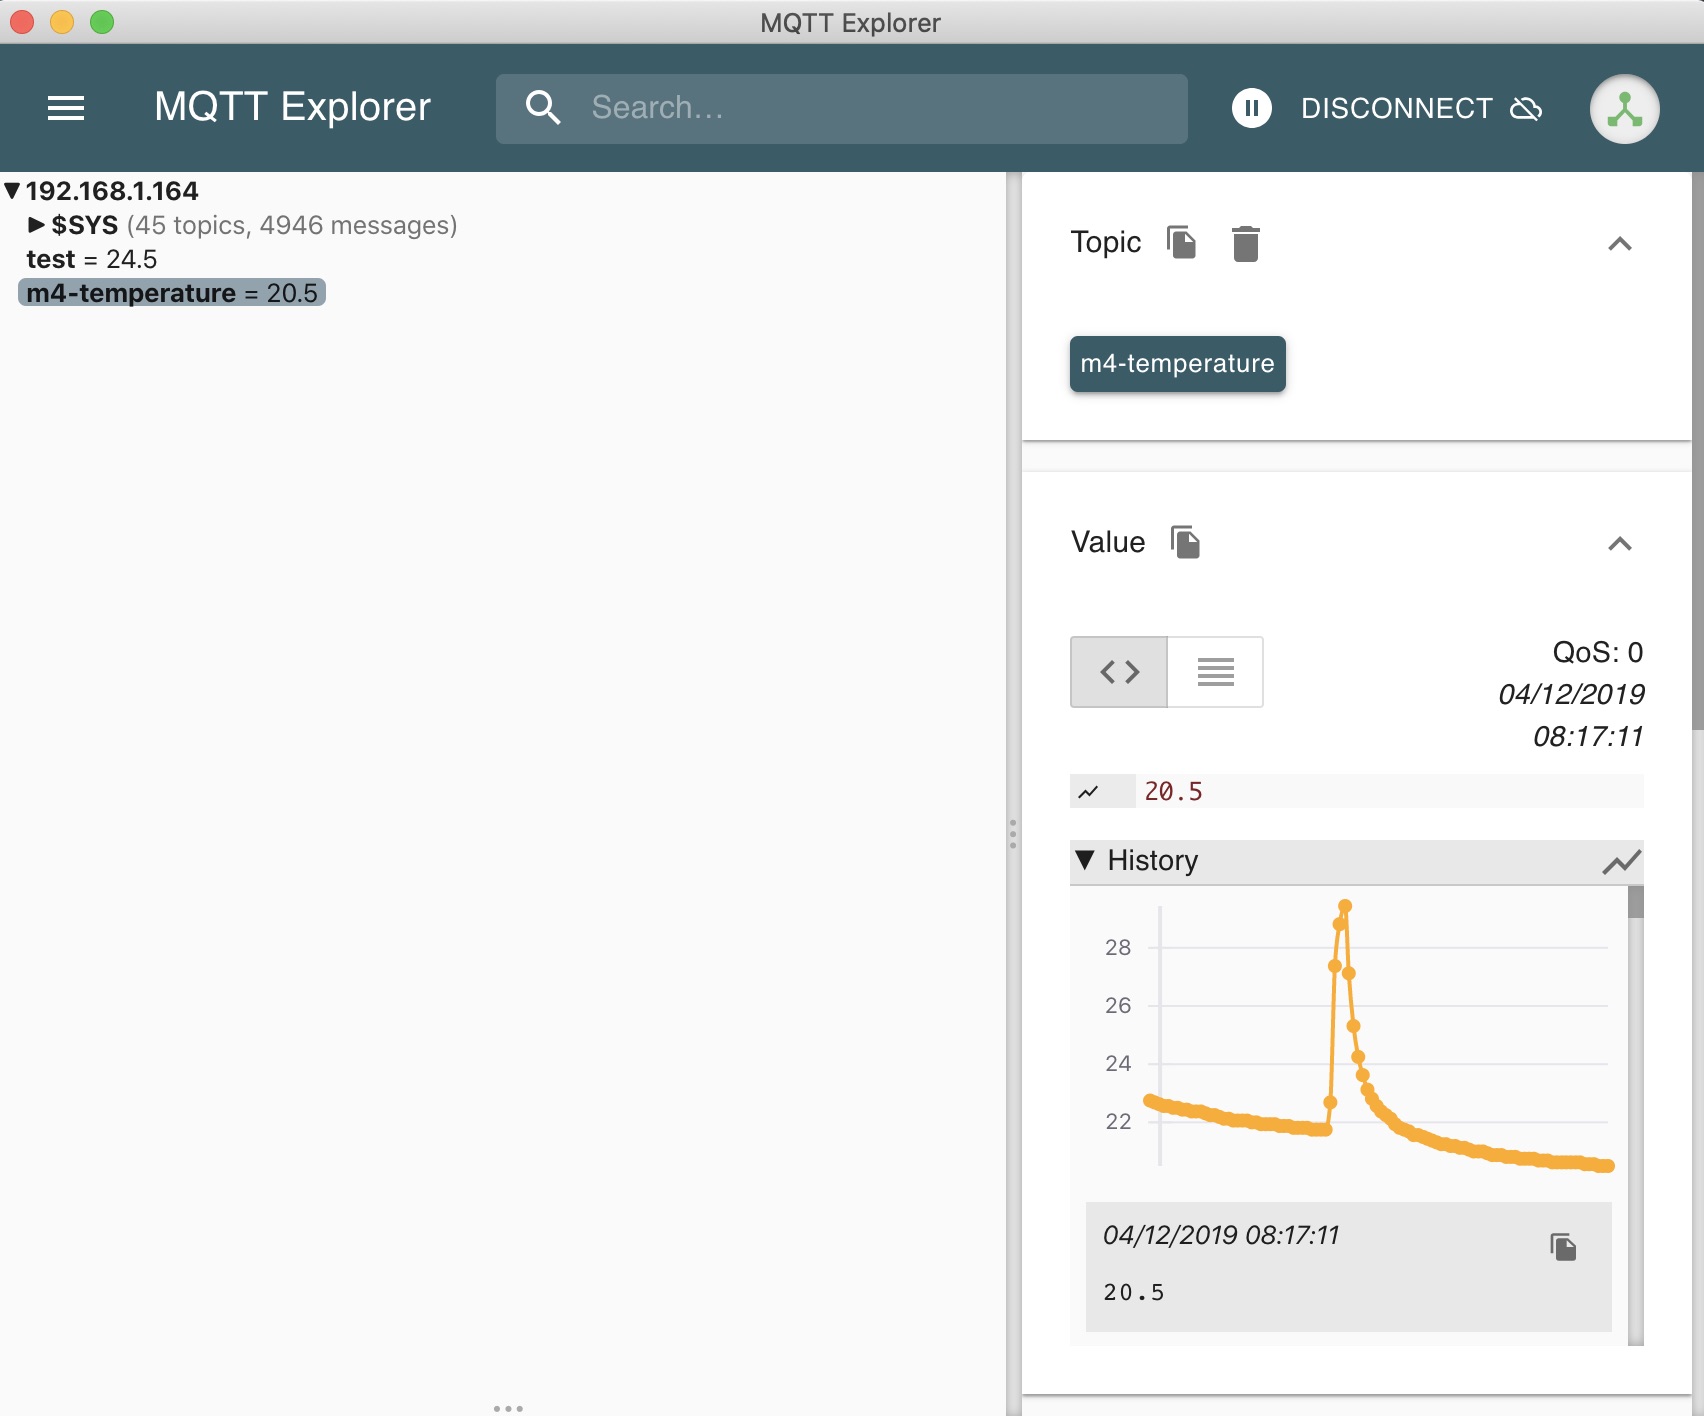 MQTT Explorer
MQTT Explorer
Search...
DISCONNECT
192.168.1.164
$SYS (45 topics, 4946 messages)
test = 24.5
m4-temperature = 20.5
Topic
m4-temperature
Value
QoS: 0
04/12/2019
08:17:11
20.5
History
28
26
24
22
04/12/2019 08:17:11
20.5